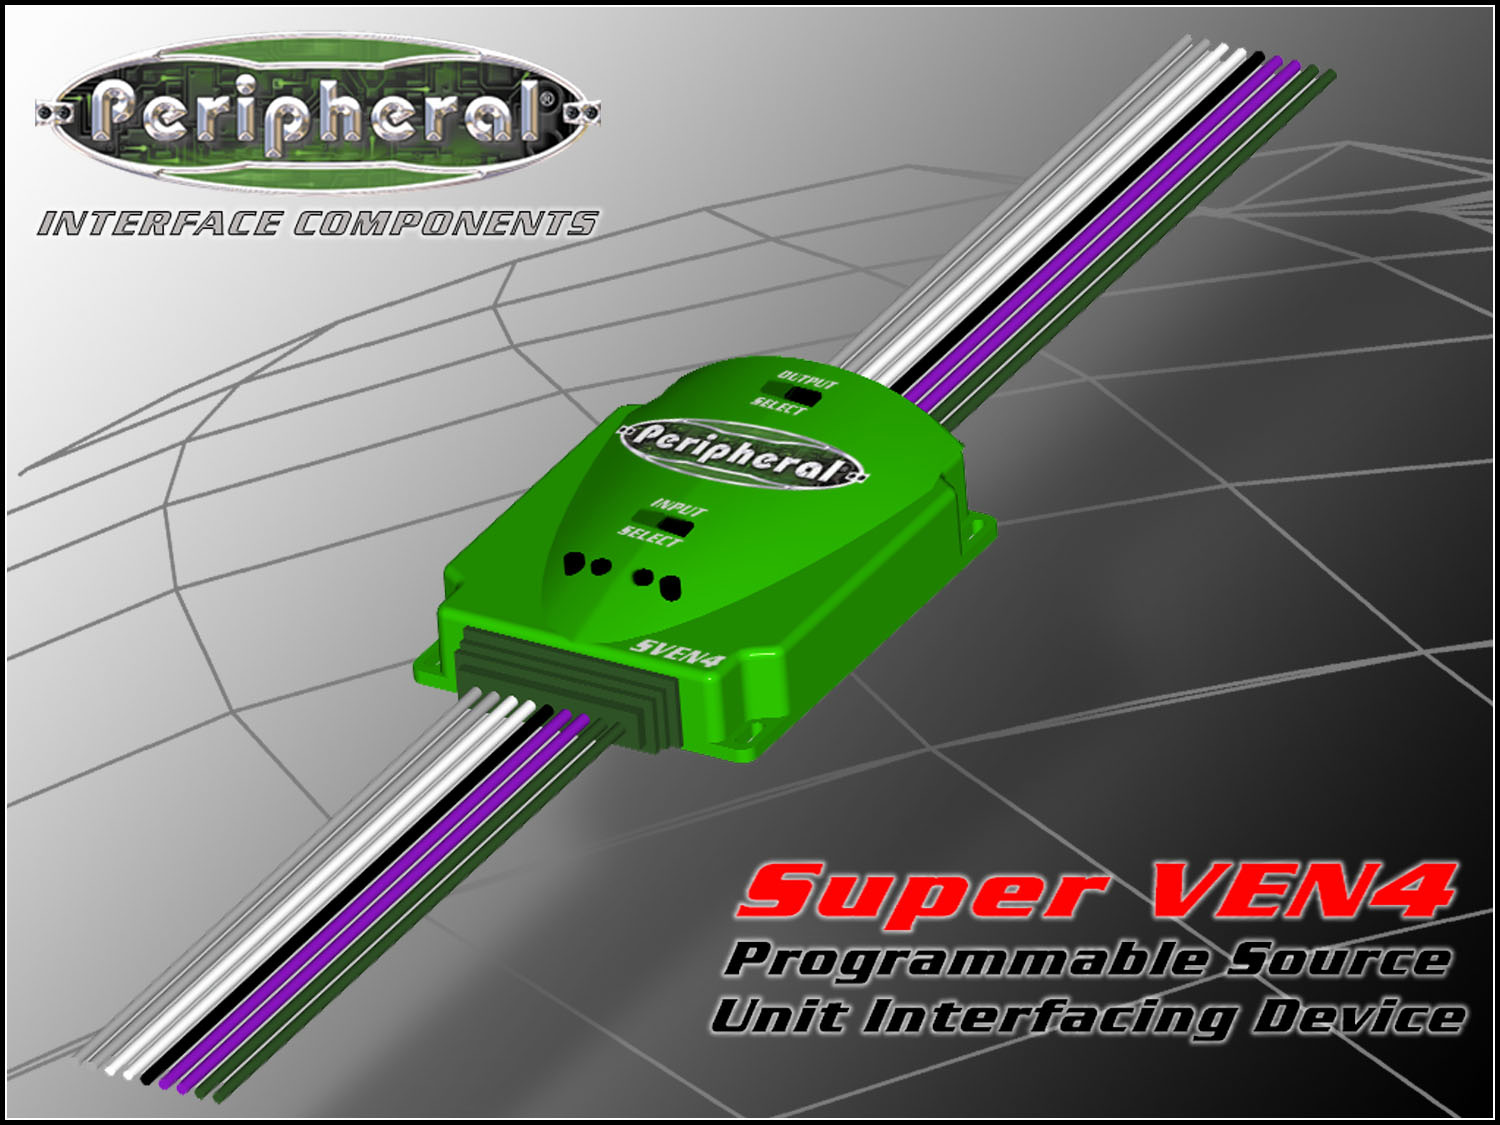 Peripheral®
INTERFACE COMPONENTS
OUTPUT
SELECT
Peripheral
INPUT
SELECT
SVEN4
Super VEN4
Programmable Source
Unit Interfacing Device